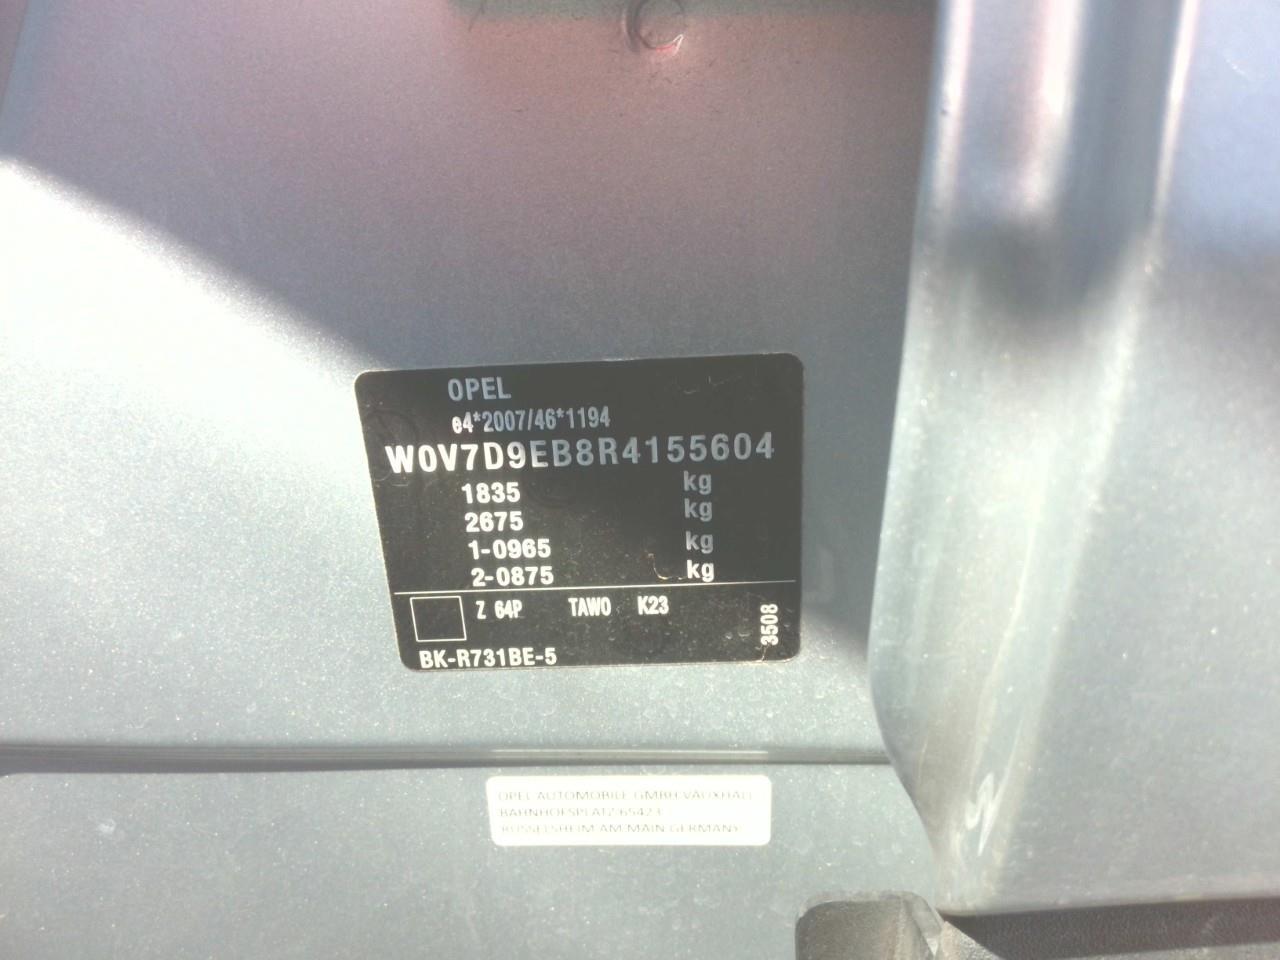 OPEL
e4*2007/46*1194
W0V7D9EB8R4155604
1835 kg
2675 kg
1-0965 kg
2-0875 kg
Z 64P TAWO K23
3508
BK-R731BE-5
OPEL AUTOMOBILE GMBH VAUXHALL
BAHNHOFSPLATZ 65423
RÜSSELSHEIM AM MAIN GERMANY